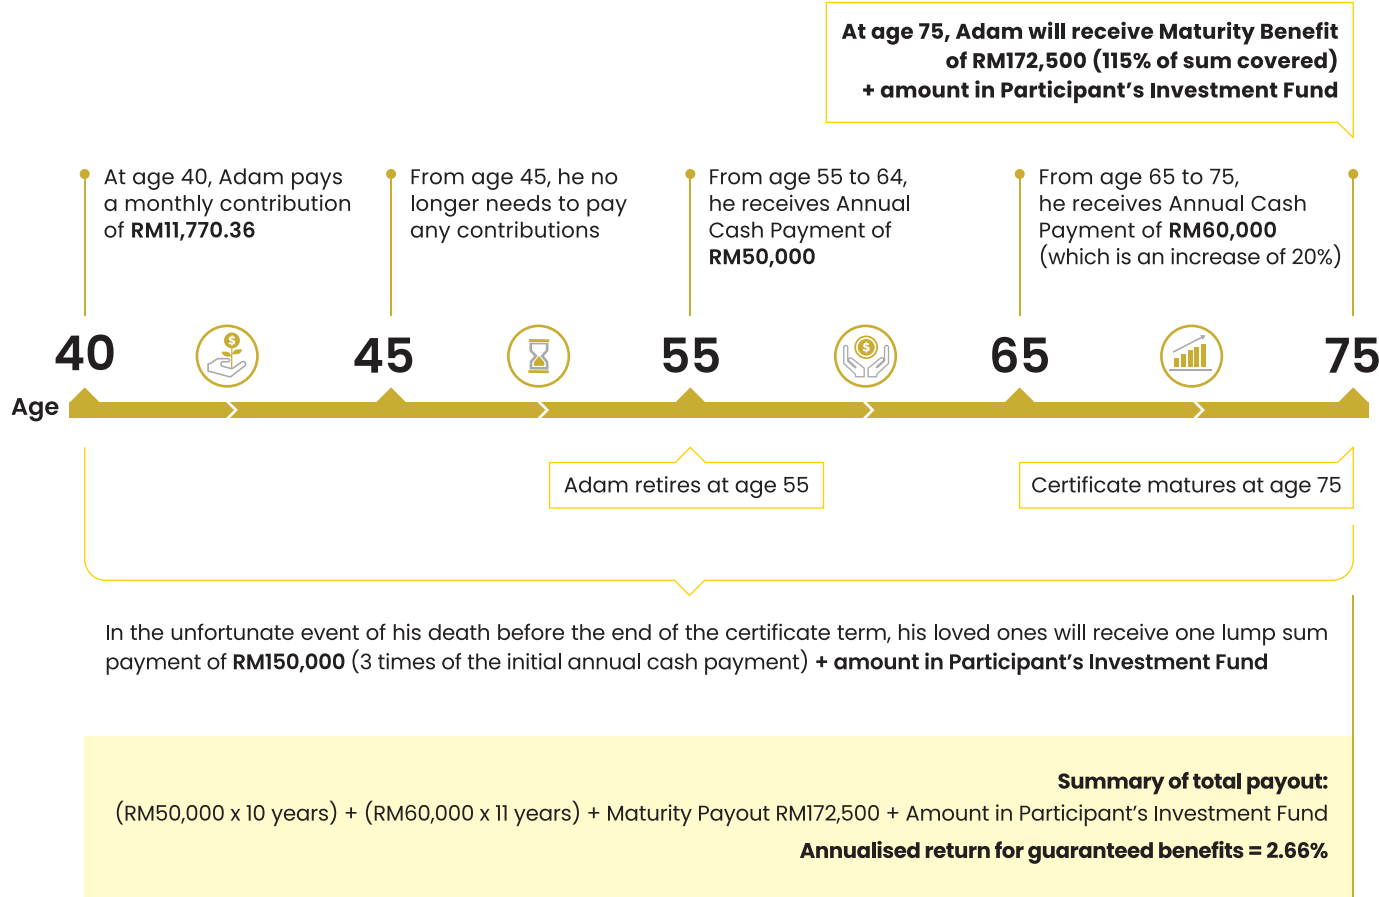 At age 75, Adam will receive Maturity Benefit
of RM172,500 (115% of sum covered)
+ amount in Participant's Investment Fund
At age 40, Adam pays
a monthly contribution
of RM11,770.36
From age 45, he no
longer needs to pay
any contributions
From age 55 to 64,
he receives Annual
Cash Payment of
RM50,000
From age 65 to 75,
he receives Annual Cash
Payment of RM60,000
(which is an increase of 20%)
40
$
45
55
$
65
75
Age
Adam retires at age 55
Certificate matures at age 75
In the unfortunate event of his death before the end of the certificate term, his loved ones will receive one lump sum
payment of RM150,000 (3 times of the initial annual cash payment) + amount in Participant's Investment Fund
Summary of total payout:
(RM50,000 x 10 years) + (RM60,000 x 11 years) + Maturity Payout RM172,500 + Amount in Participant's Investment Fund
Annualised return for guaranteed benefits = 2.66%